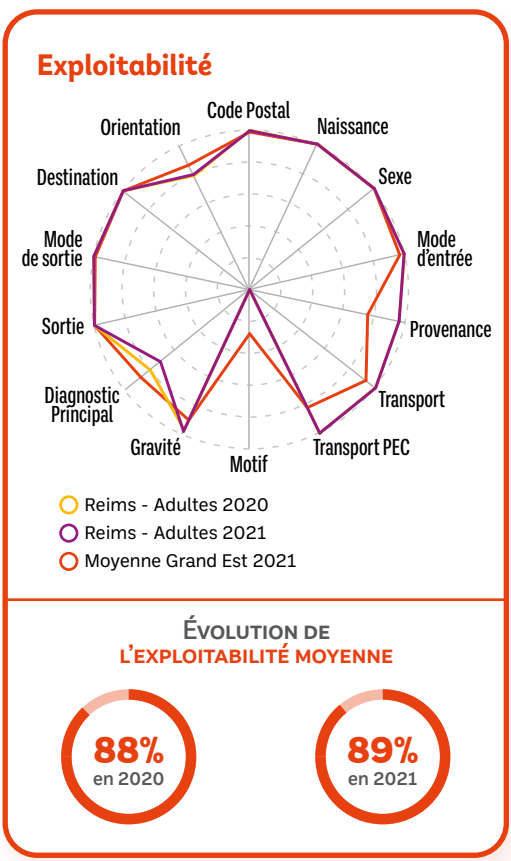 Exploitabilité
Code Postal
Orientation
Naissance
Destination
Sexe
Mode
de sortie
Mode
d'entrée
Sortie
Provenance
Diagnostic
Principal
Transport
Gravité
Transport PEC
Motif
Reims - Adultes 2020
Reims - Adultes 2021
Moyenne Grand Est 2021
ÉVOLUTION DE
L'EXPLOITABILITÉ MOYENNE
88%
en 2020
89%
en 2021